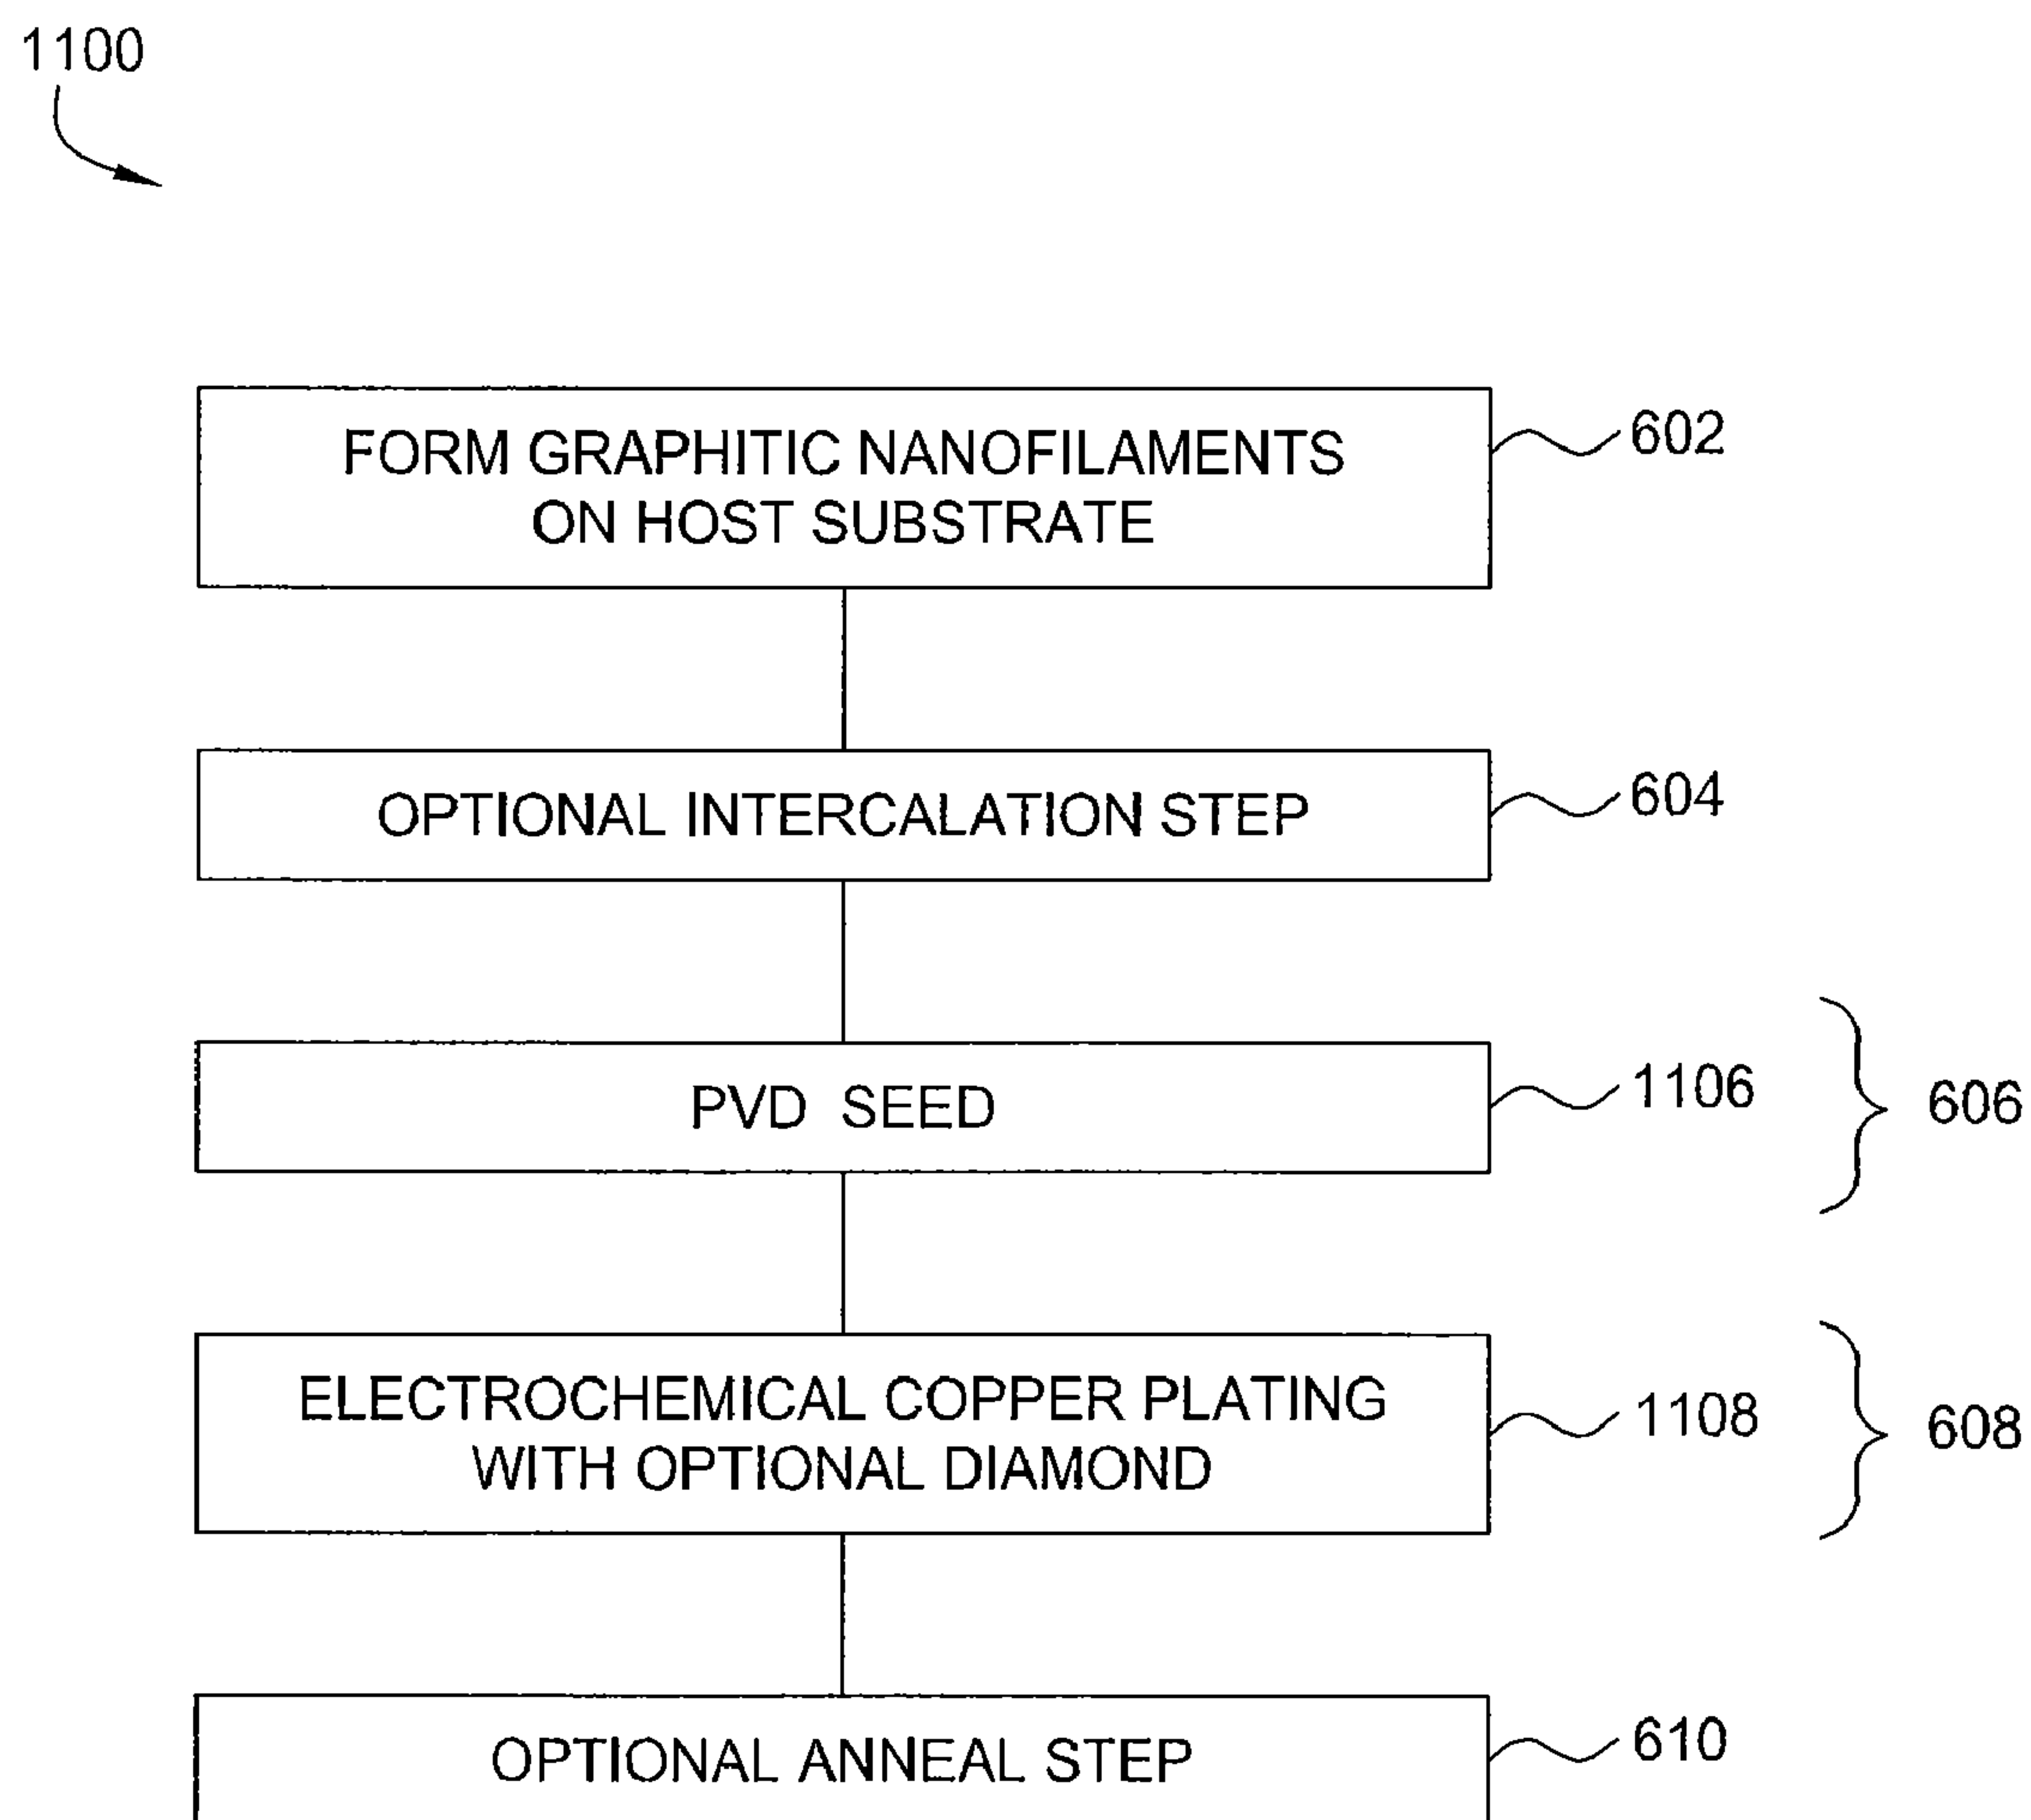 1100
FORM GRAPHITIC NANOFILAMENTS
ON HOST SUBSTRATE
602
OPTIONAL INTERCALATION STEP
604
PVD SEED
1106
606
ELECTROCHEMICAL COPPER PLATING
WITH OPTIONAL DIAMOND
1108
608
OPTIONAL ANNEAL STEP
610